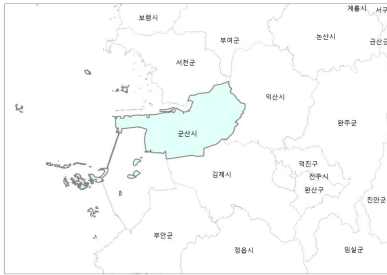 계룡시
서구
보령시
논산시
부여군
금산군
서천군
익산시
완주군
군산시
덕진구
김제시
전주시
완산구
진안군
부안군
정읍시
임실군